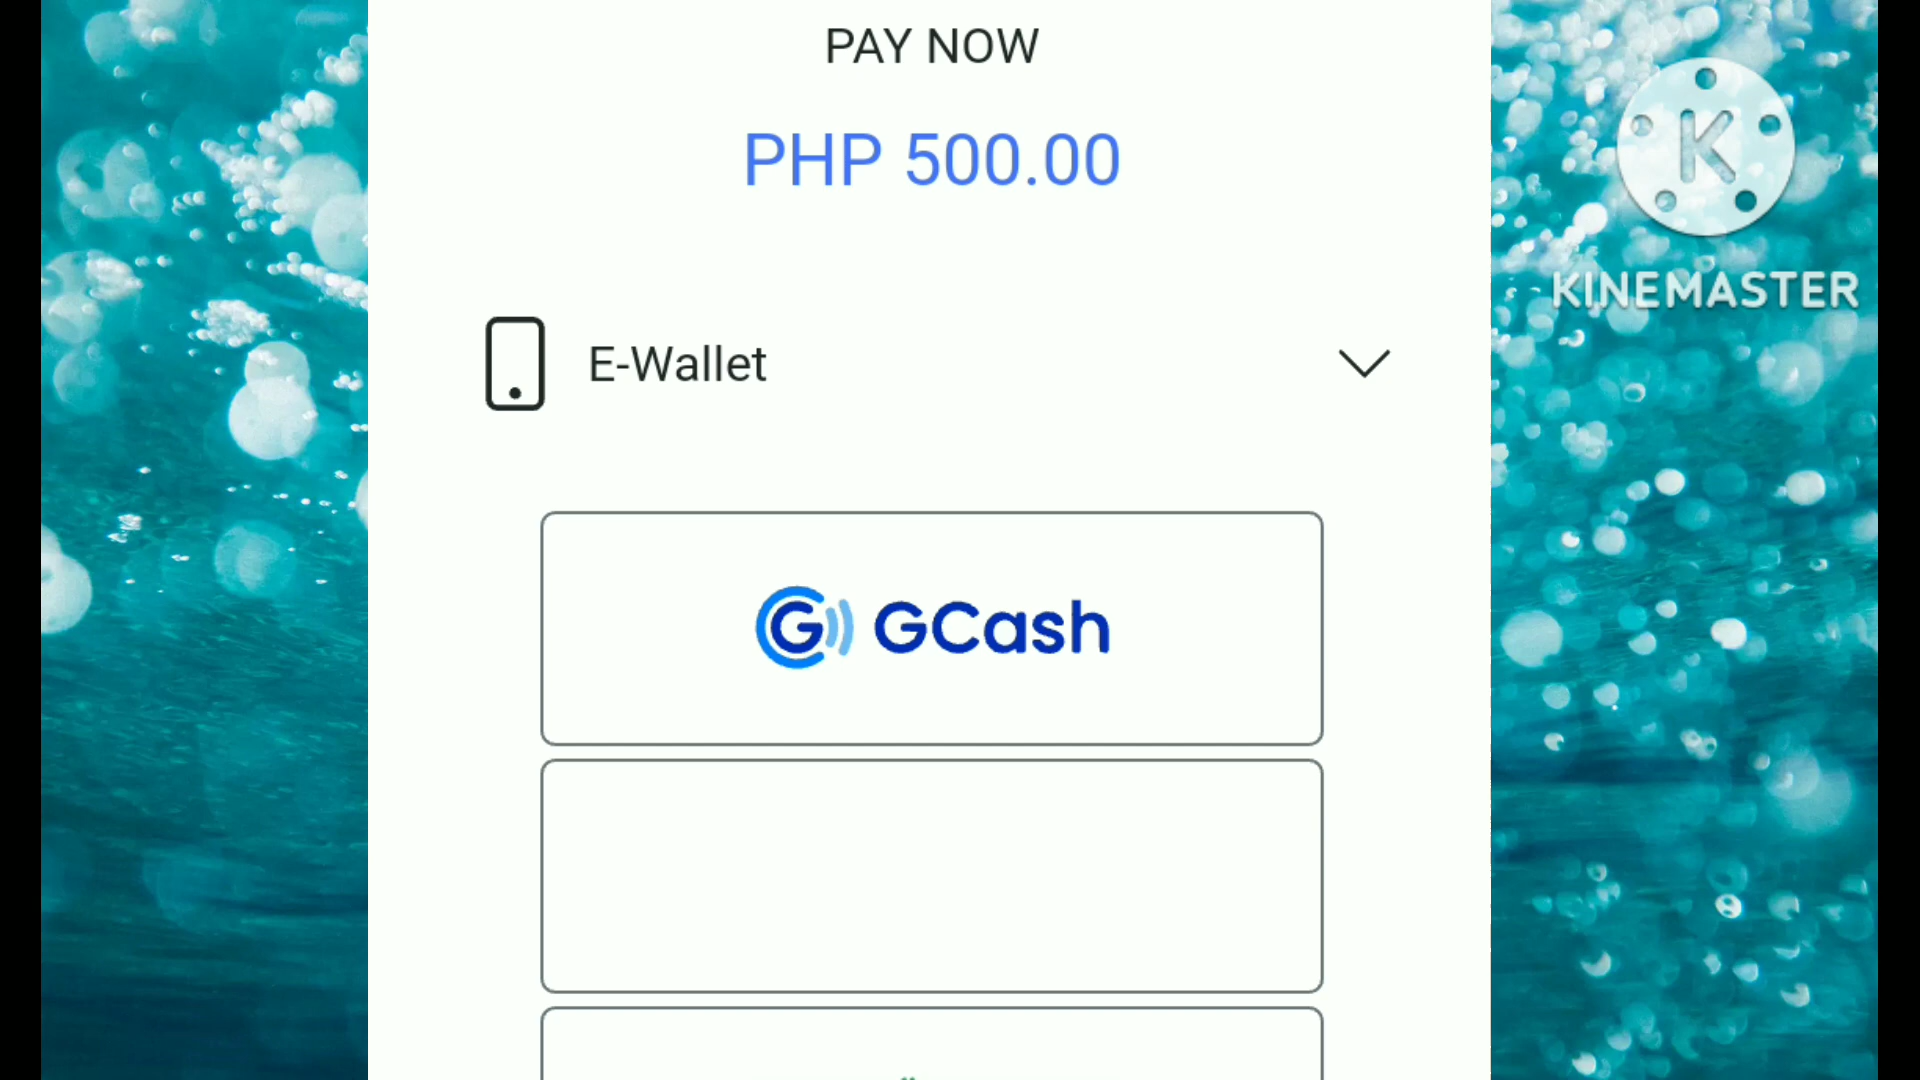 PAY NOW
PHP 500.00
K
KINEMASTER
E-Wallet
G GCash